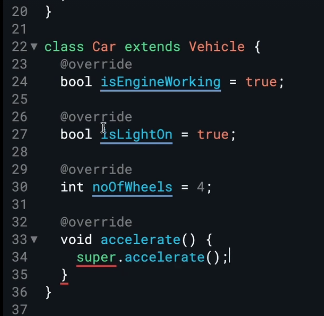 20 }
21
22 class Car extends Vehicle {
23   @override
24   bool isEngineWorking = true;
25
26   @override
27   bool isLightOn = true;
28
29   @override
30   int noOfWheels = 4;
31
32   @override
33   void accelerate() {
34     super.accelerate();
35   }
36 }
37